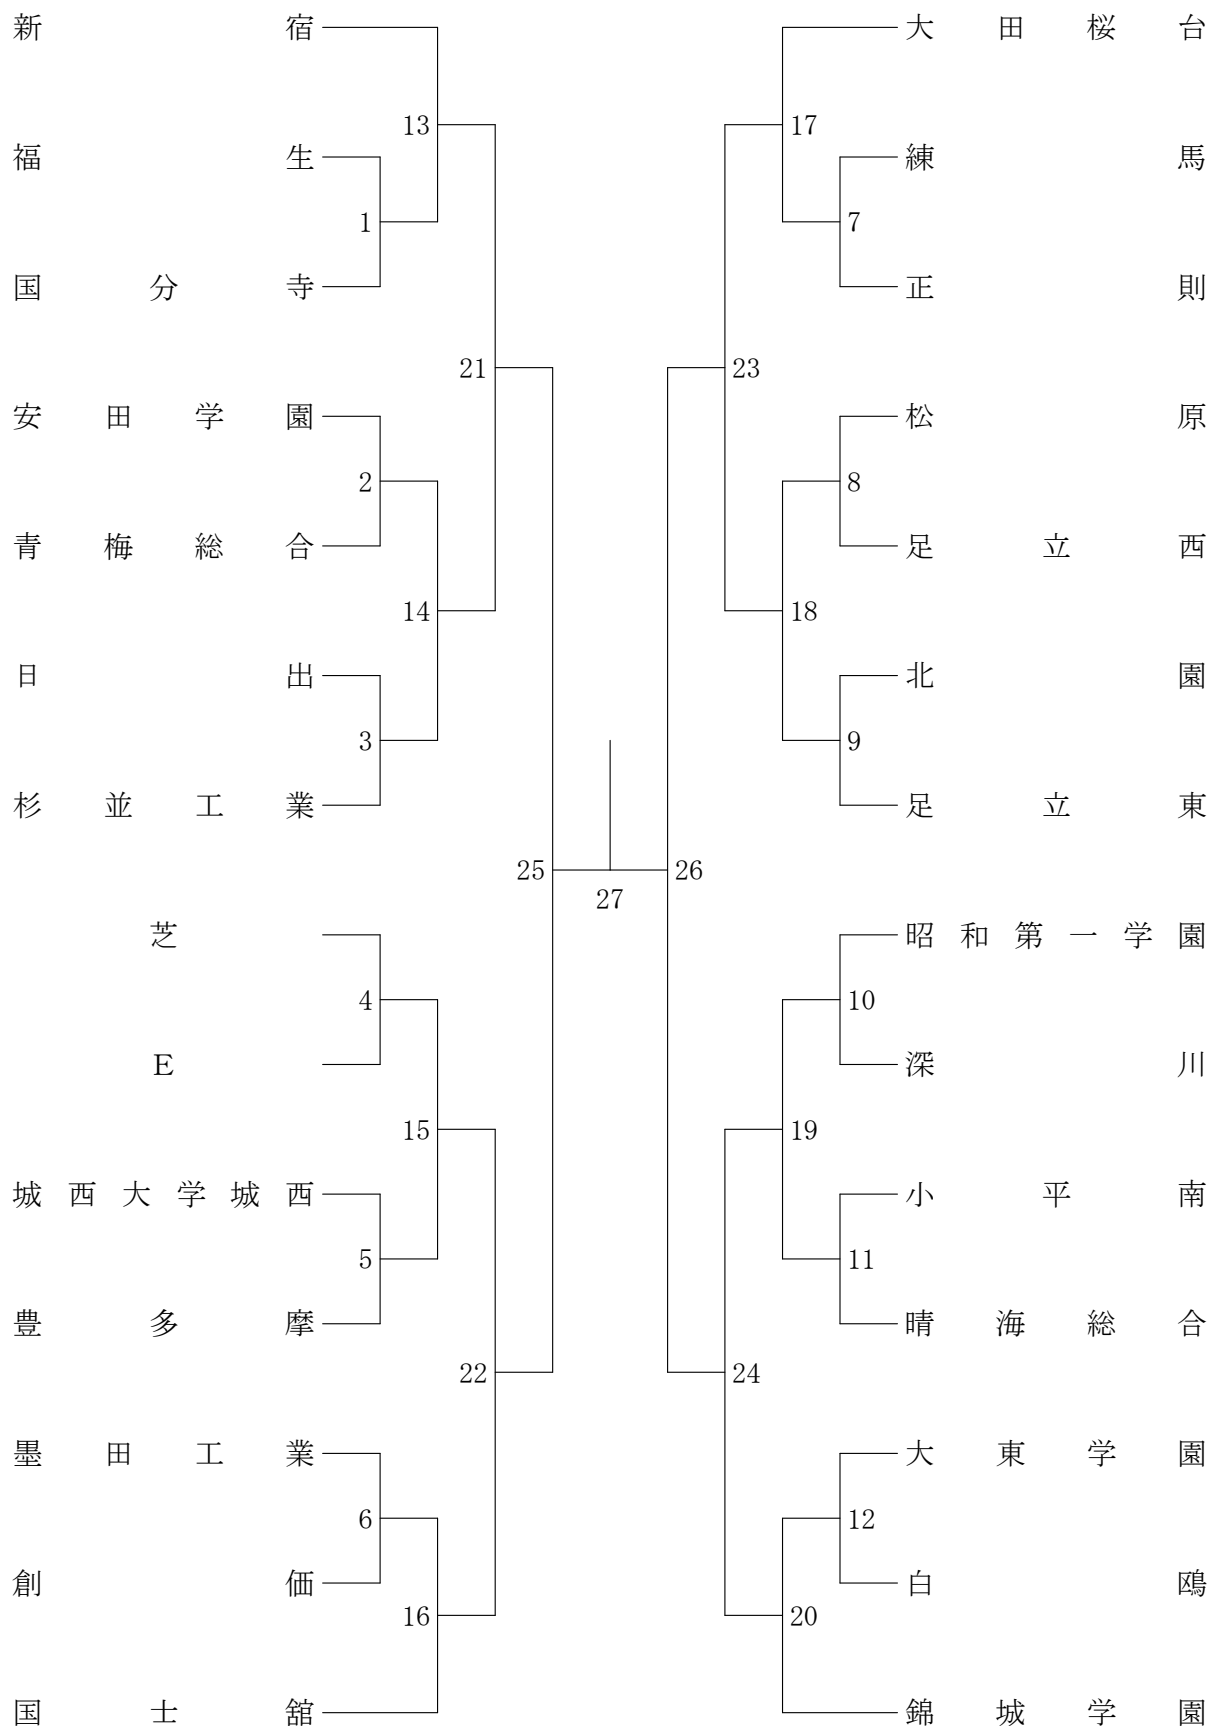 新宿 大田桜台
13 17
福生 練馬
1 7
国分寺 正則
21 23
安田学園 松原
2 8
青梅総合 足立西
14 18
日出 北園
3 9
杉並工業 足立東
25 26
27
芝 昭和第一学園
4 10
E 深川
15 19
城西大学城西 小平南
5 11
豊多摩 晴海総合
22 24
墨田工業 大東学園
6 12
創価 白鴎
16 20
国士舘 錦城学園